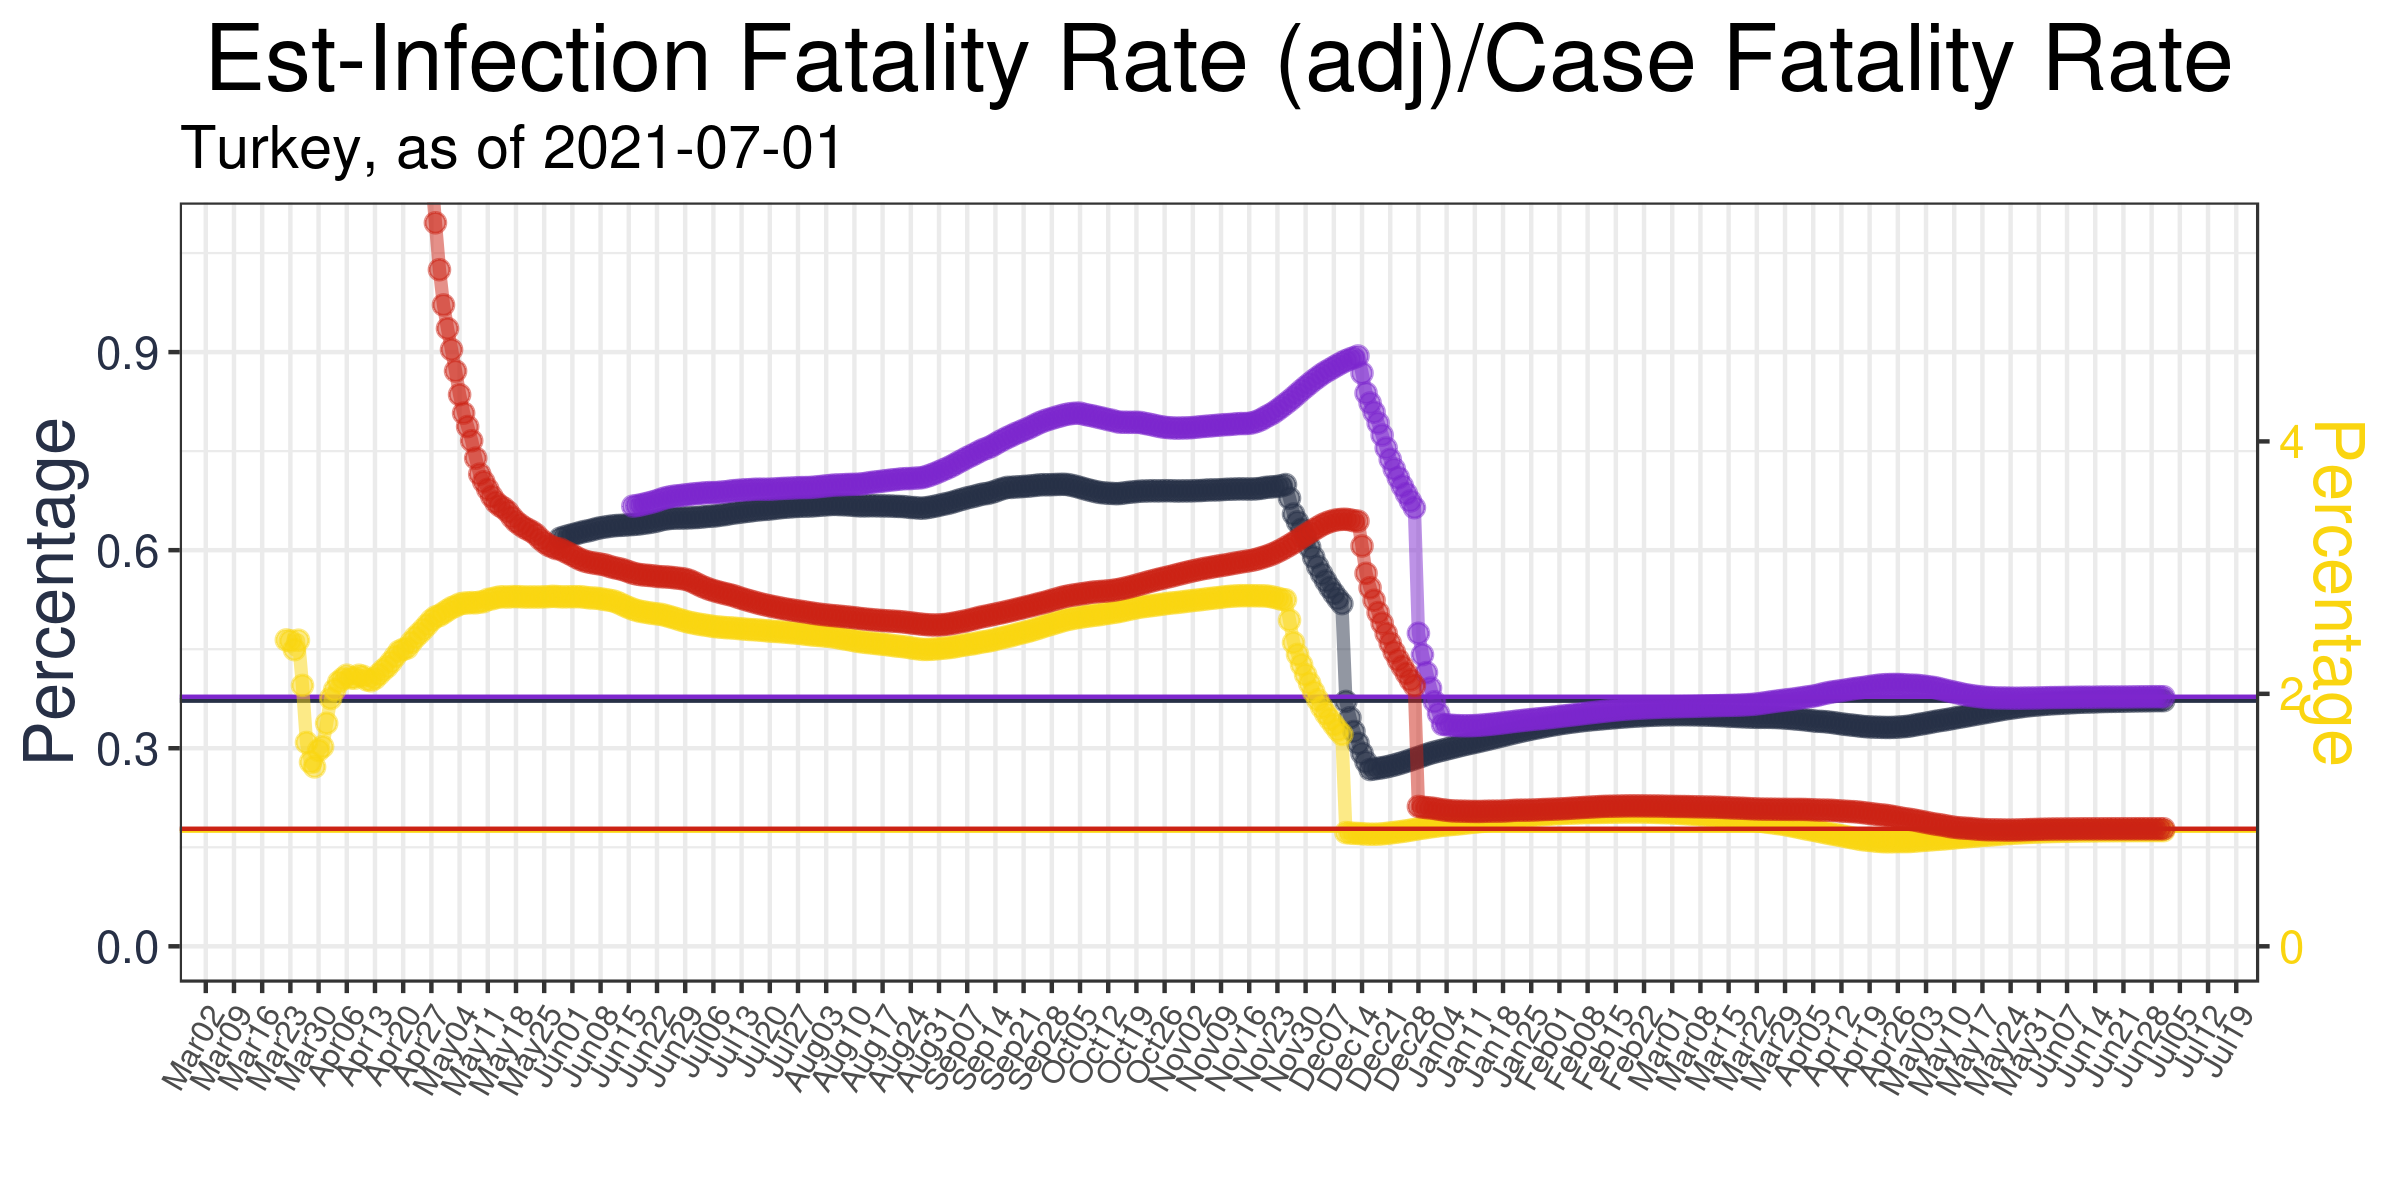 Est-Infection Fatality Rate (adj)/Case Fatality Rate
Turkey, as of 2021-07-01
Percentage
0.9
0.6
0.3
0.0
4
2
0
Percentage
Mar02
Mar09
Mar16
Mar23
Mar30
Apr06
Apr13
Apr20
Apr27
May04
May11
May18
May25
Jun01
Jun08
Jun15
Jun22
Jun29
Jul06
Jul13
Jul20
Jul27
Aug03
Aug10
Aug17
Aug24
Aug31
Sep07
Sep14
Sep21
Sep28
Oct05
Oct12
Oct19
Oct26
Nov02
Nov09
Nov16
Nov23
Nov30
Dec07
Dec14
Dec21
Dec28
Jan04
Jan11
Jan18
Jan25
Feb01
Feb08
Feb15
Feb22
Mar01
Mar08
Mar15
Mar22
Mar29
Apr05
Apr12
Apr19
Apr26
May03
May10
May17
May24
May31
Jun07
Jun14
Jun21
Jun28
Jul05
Jul12
Jul19